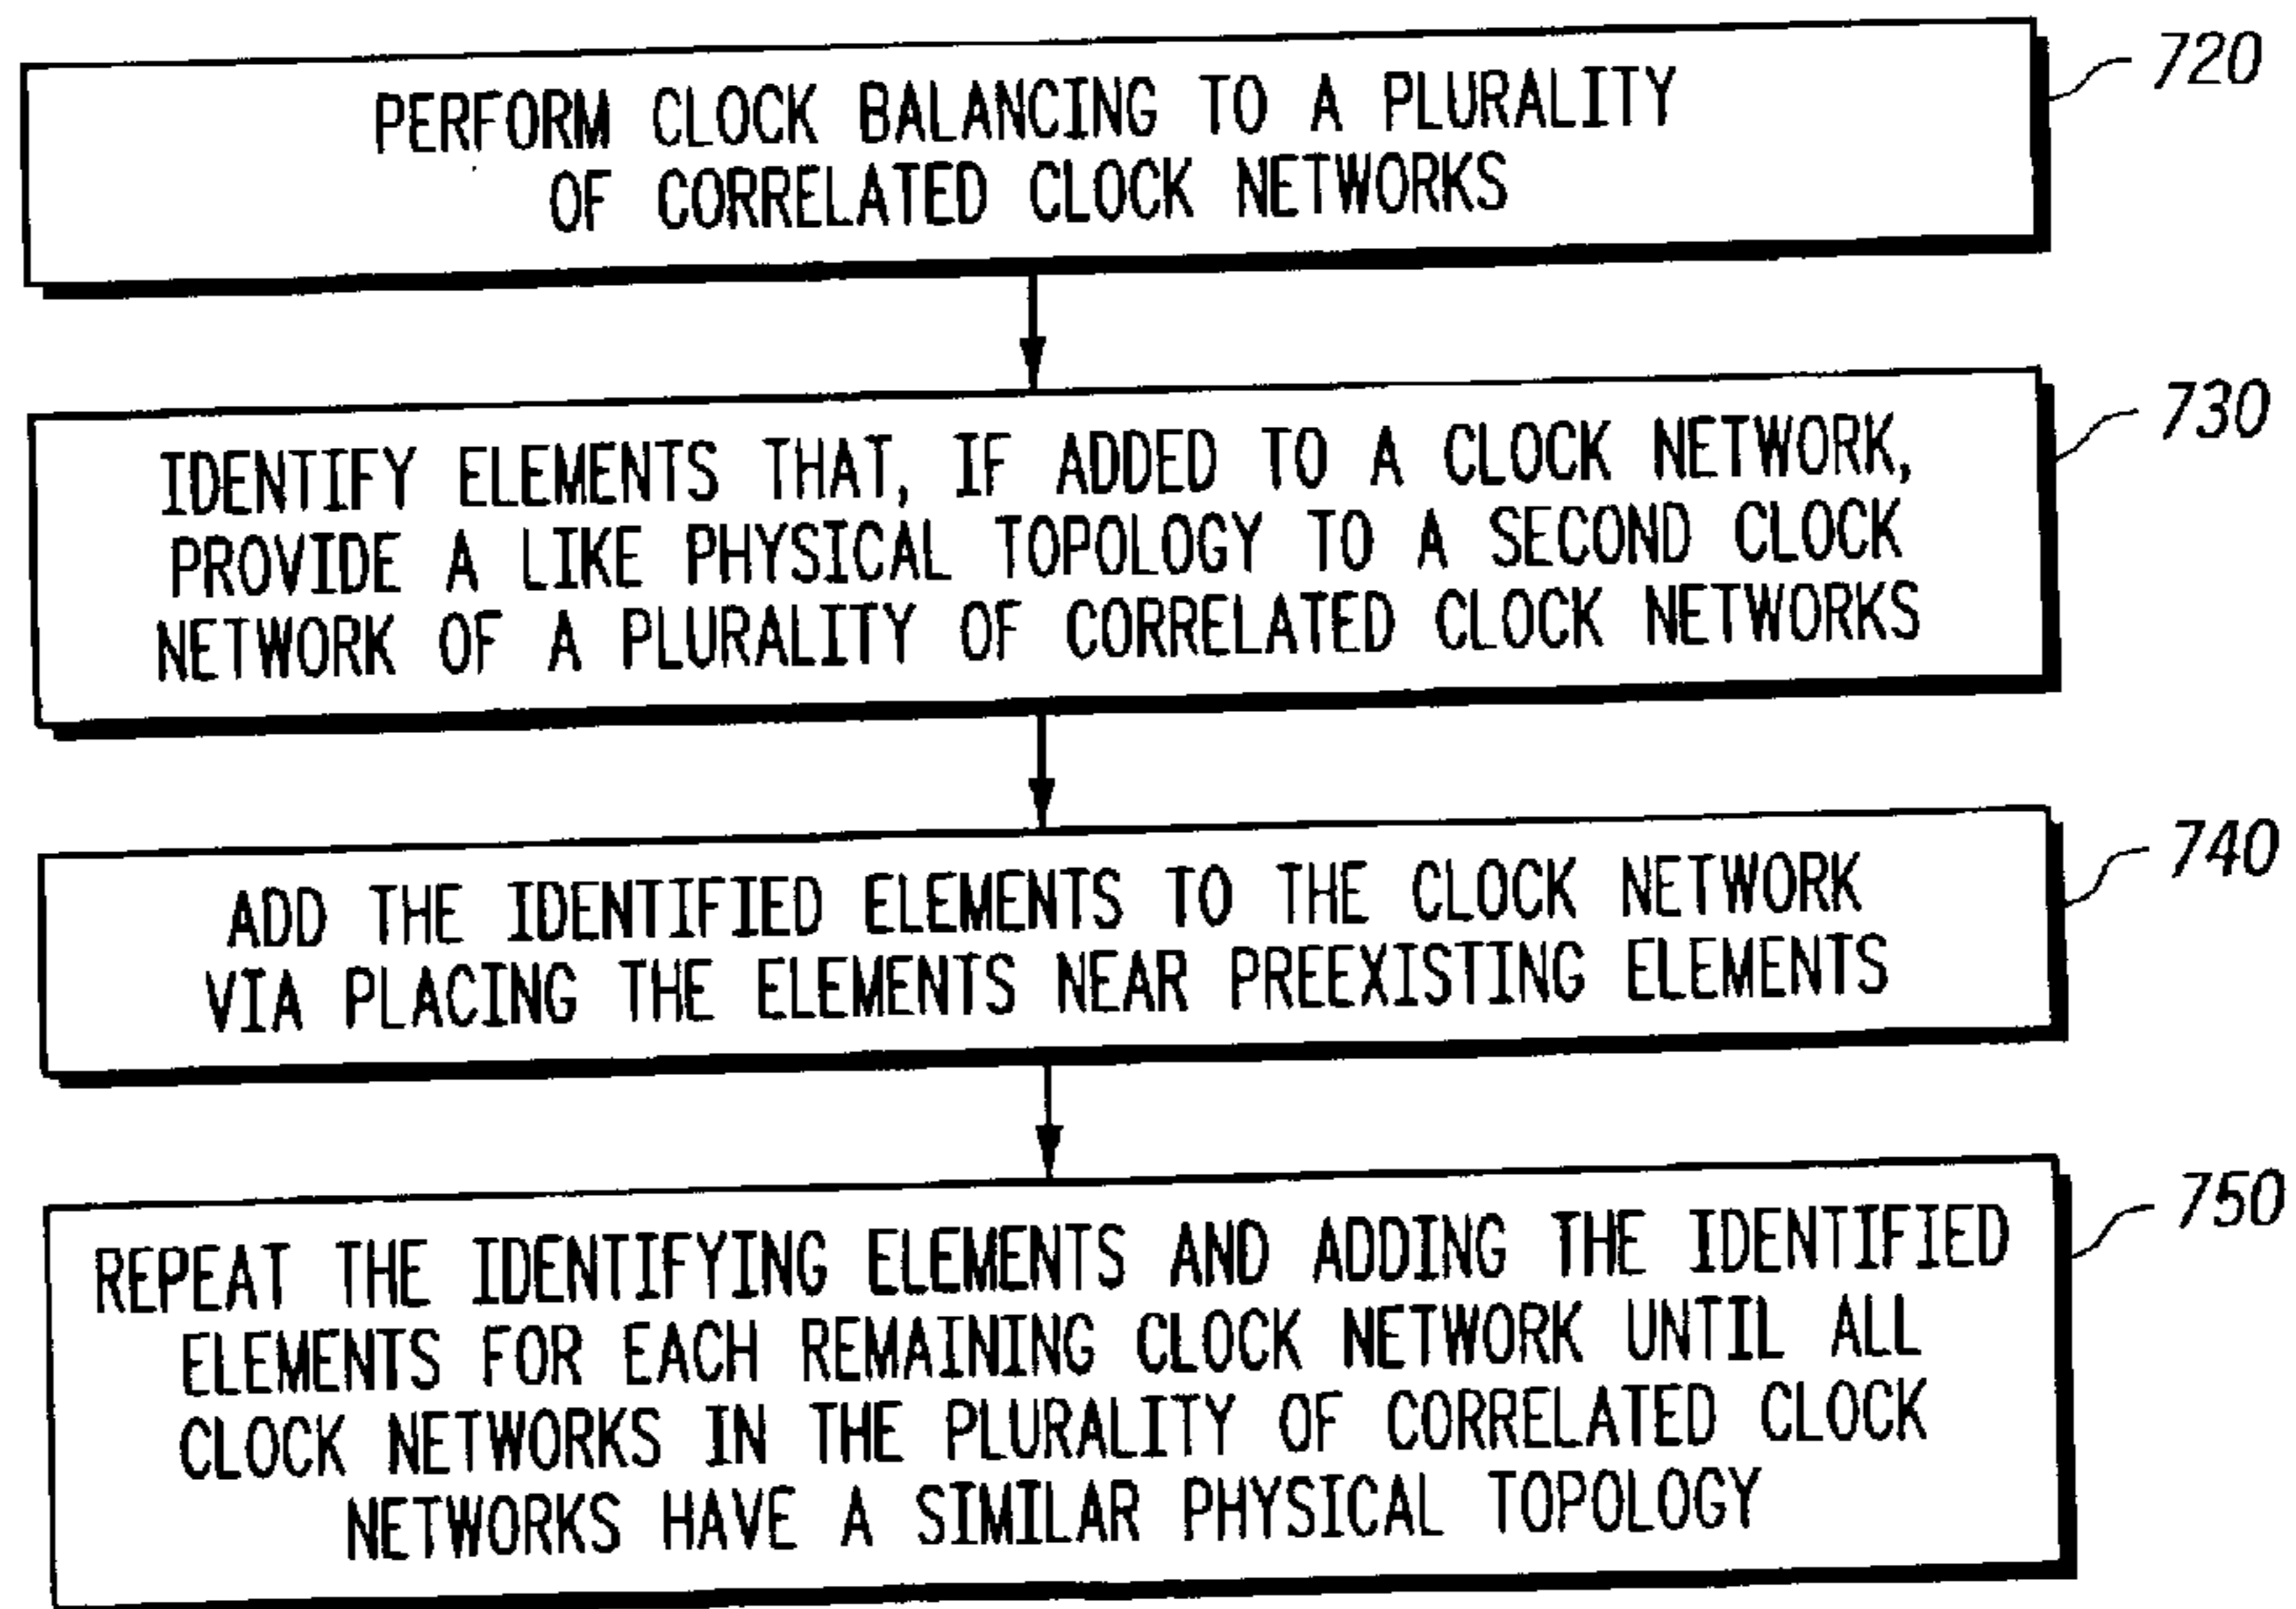 PERFORM CLOCK BALANCING TO A PLURALITY
OF CORRELATED CLOCK NETWORKS
720
IDENTIFY ELEMENTS THAT, IF ADDED TO A CLOCK NETWORK,
PROVIDE A LIKE PHYSICAL TOPOLOGY TO A SECOND CLOCK
NETWORK OF A PLURALITY OF CORRELATED CLOCK NETWORKS
730
ADD THE IDENTIFIED ELEMENTS TO THE CLOCK NETWORK
VIA PLACING THE ELEMENTS NEAR PREEXISTING ELEMENTS
740
REPEAT THE IDENTIFYING ELEMENTS AND ADDING THE IDENTIFIED
ELEMENTS FOR EACH REMAINING CLOCK NETWORK UNTIL ALL
CLOCK NETWORKS IN THE PLURALITY OF CORRELATED CLOCK
NETWORKS HAVE A SIMILAR PHYSICAL TOPOLOGY
750